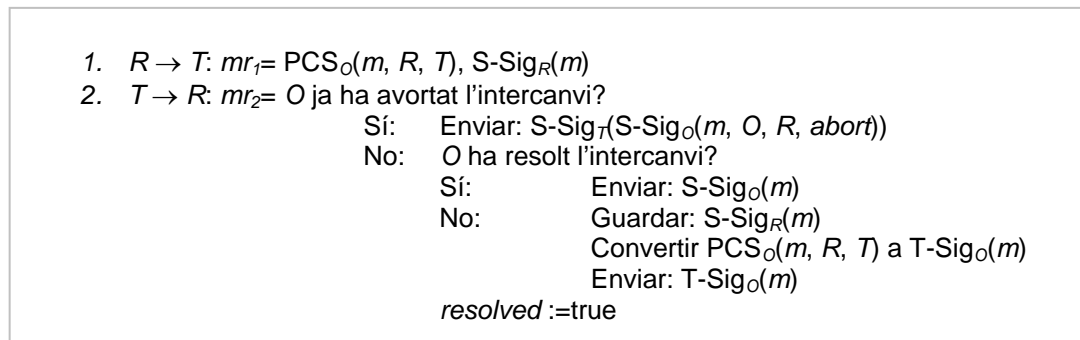 1. R → T: mr1= PCSO(m, R, T), S-SigR(m)
2. T → R: mr2= O ja ha avortat l'intercanvi?
Sí: Enviar: S-SigT(S-SigO(m, O, R, abort))
No: O ha resolt l'intercanvi?
Sí: Enviar: S-SigO(m)
No: Guardar: S-SigR(m)
Convertir PCSO(m, R, T) a T-SigO(m)
Enviar: T-SigO(m)
resolved :=true